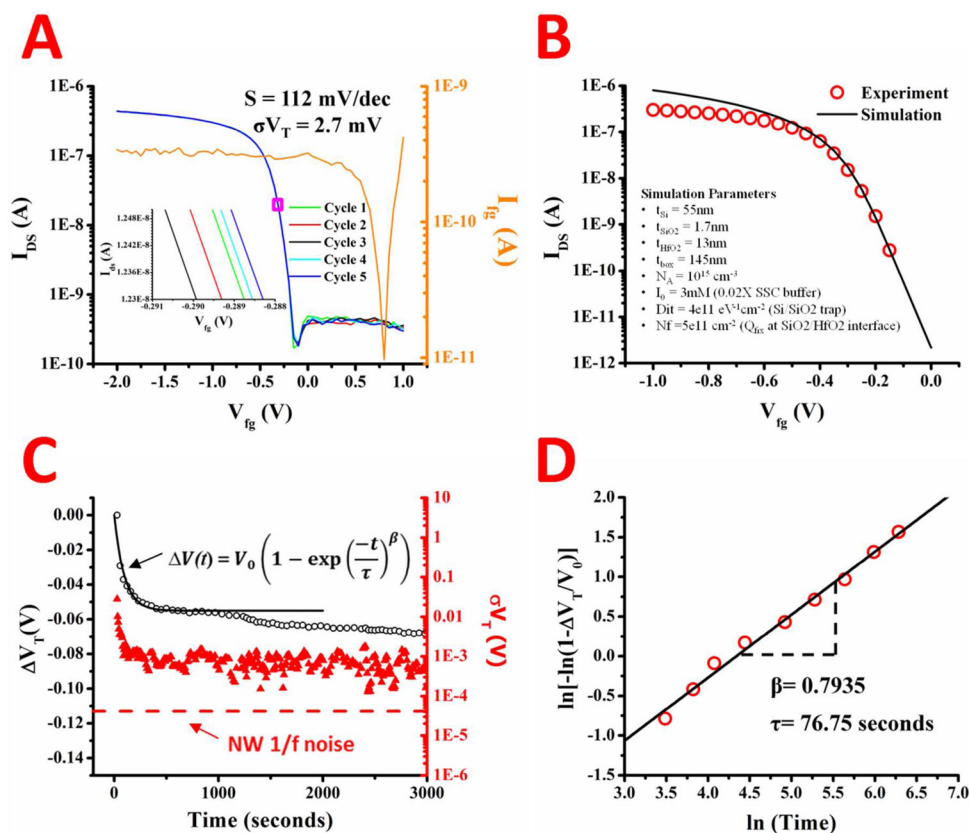 A
1E-5
1E-6
1E-7
1E-8
1E-9
1E-10
I_DS (A)
S = 112 mV/dec
σV_T = 2.7 mV
1.248E-8
1.242E-8
1.236E-8
1.23E-8
I_ds (A)
-0.291 -0.290 -0.289 -0.288
V_fg (V)
Cycle 1
Cycle 2
Cycle 3
Cycle 4
Cycle 5
1E-9
1E-10
1E-11
I_fg (A)
-2.0 -1.5 -1.0 -0.5 0.0 0.5 1.0
V_fg (V)
B
1E-5
1E-6
1E-7
1E-8
1E-9
1E-10
1E-11
1E-12
I_DS (A)
Experiment
Simulation
Simulation Parameters
• t_Si = 55nm
• t_SiO2 = 1.7nm
• t_HfO2 = 13nm
• t_box = 145nm
• N_A = 10^15 cm^-3
• I_0 = 3mM (0.02X SSC buffer)
• Dit = 4e11 eV^-1cm^-2 (Si/SiO2 trap)
• Nf =5e11 cm^-2 (Q_fix at SiO2/HfO2 interface)
-1.0 -0.8 -0.6 -0.4 -0.2 0.0
V_fg (V)
C
0.00
-0.02
-0.04
-0.06
-0.08
-0.10
-0.12
-0.14
ΔV_T(V)
ΔV(t) = V_0 (1 − exp (−t/τ)^β)
NW 1/f noise
10
1
0.1
0.01
1E-3
1E-4
1E-5
1E-6
σV_T (V)
0 1000 2000 3000
Time (seconds)
D
2.0
1.5
1.0
0.5
0.0
-0.5
-1.0
-1.5
ln[-ln(1-ΔV_T/V_0)]
β= 0.7935
τ= 76.75 seconds
3.0 3.5 4.0 4.5 5.0 5.5 6.0 6.5 7.0
ln (Time)